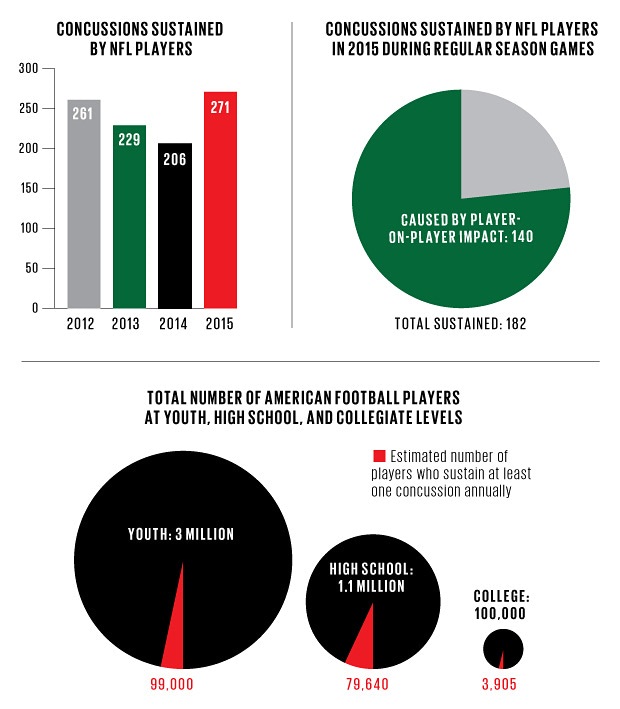 CONCUSSIONS SUSTAINED
BY NFL PLAYERS
300
250
200
150
100
50
0
261
229
206
271
2012
2013
2014
2015
CONCUSSIONS SUSTAINED BY NFL PLAYERS
IN 2015 DURING REGULAR SEASON GAMES
CAUSED BY PLAYER-
ON-PLAYER IMPACT: 140
TOTAL SUSTAINED: 182
TOTAL NUMBER OF AMERICAN FOOTBALL PLAYERS
AT YOUTH, HIGH SCHOOL, AND COLLEGIATE LEVELS
Estimated number of
players who sustain at least
one concussion annually
YOUTH: 3 MILLION
99,000
HIGH SCHOOL:
1.1 MILLION
79,640
COLLEGE:
100,000
3,905